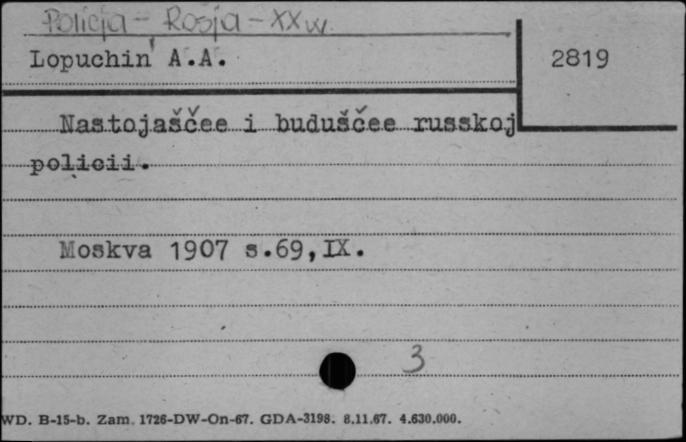 Policja - Rosja - XX w.
Lopuchin' A.A.
2819
Nastojaščee i buduščee russkoj
policii.
Moskva 1907 s.69,IX.
3
WD. B-15-b. Zam. 1726-DW-On-67. GDA-3198. 8.11.67. 4.630.000.